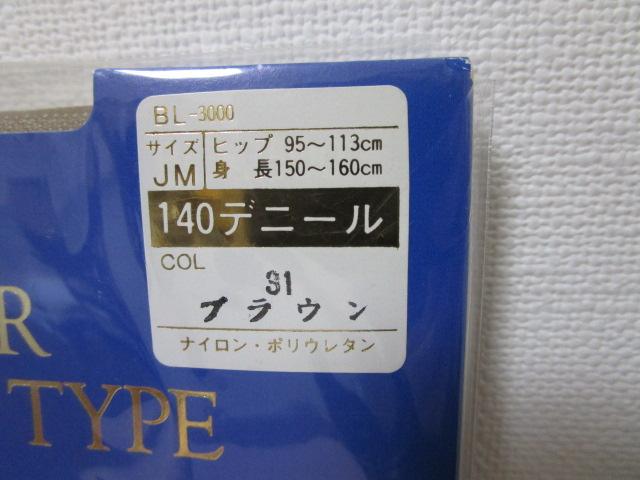 BL-3000
サイズ ヒップ 95～113cm
JM 身 長150～160cm
140デニール
COL
31
ブラウン
ナイロン・ポリウレタン
R
TYPE